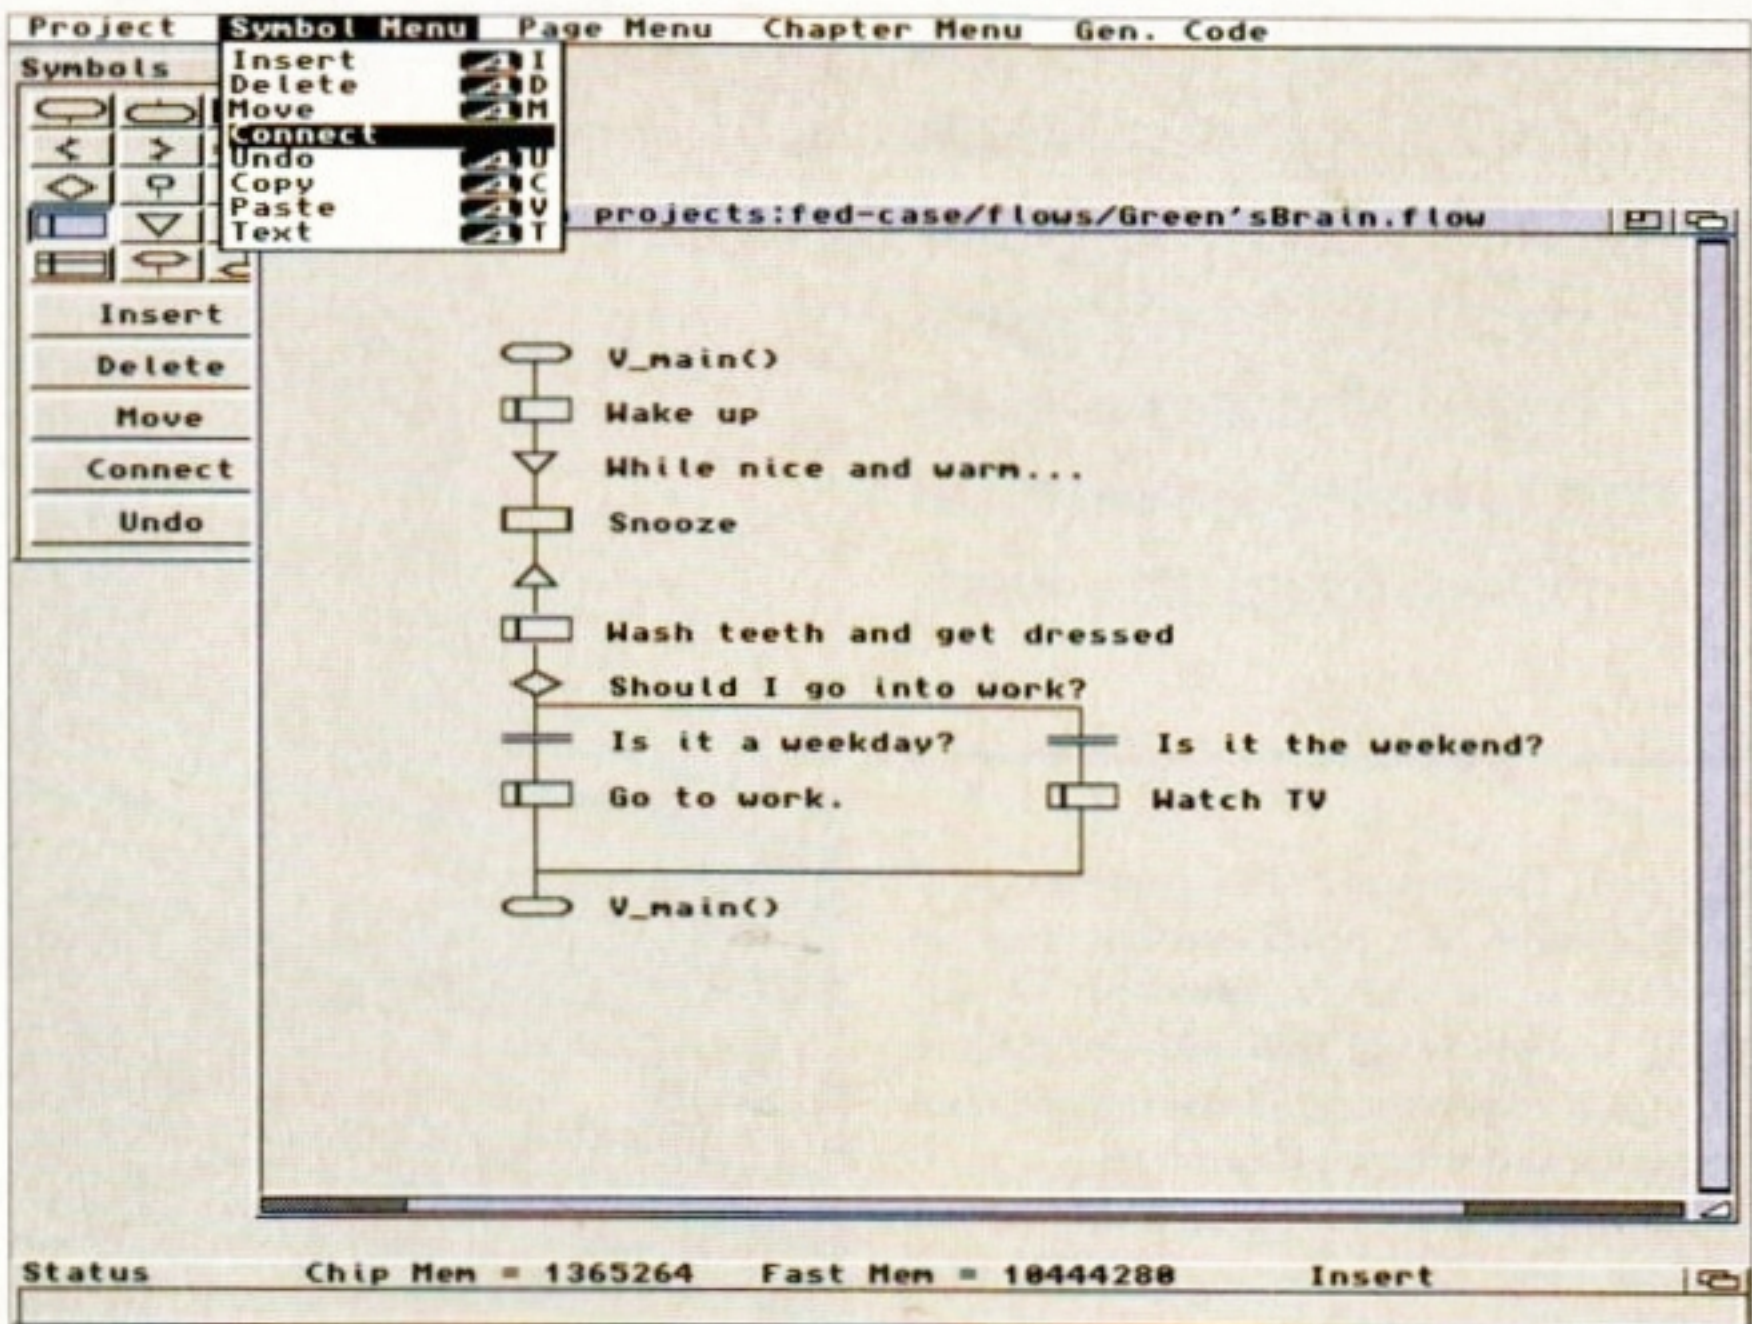 Project Symbol Menu Page Menu Chapter Menu Gen. Code
Symbols
Insert I
Delete D
Move M
Connect
Undo U
Copy C
Paste V
Text T
projects:fed-case/flows/Green'sBrain.flow
Insert
Delete
Move
Connect
Undo
V_main()
Wake up
While nice and warm...
Snooze
Wash teeth and get dressed
Should I go into work?
Is it a weekday? Is it the weekend?
Go to work. Watch TV
V_main()
Status Chip Mem = 1365264 Fast Mem = 10444280 Insert